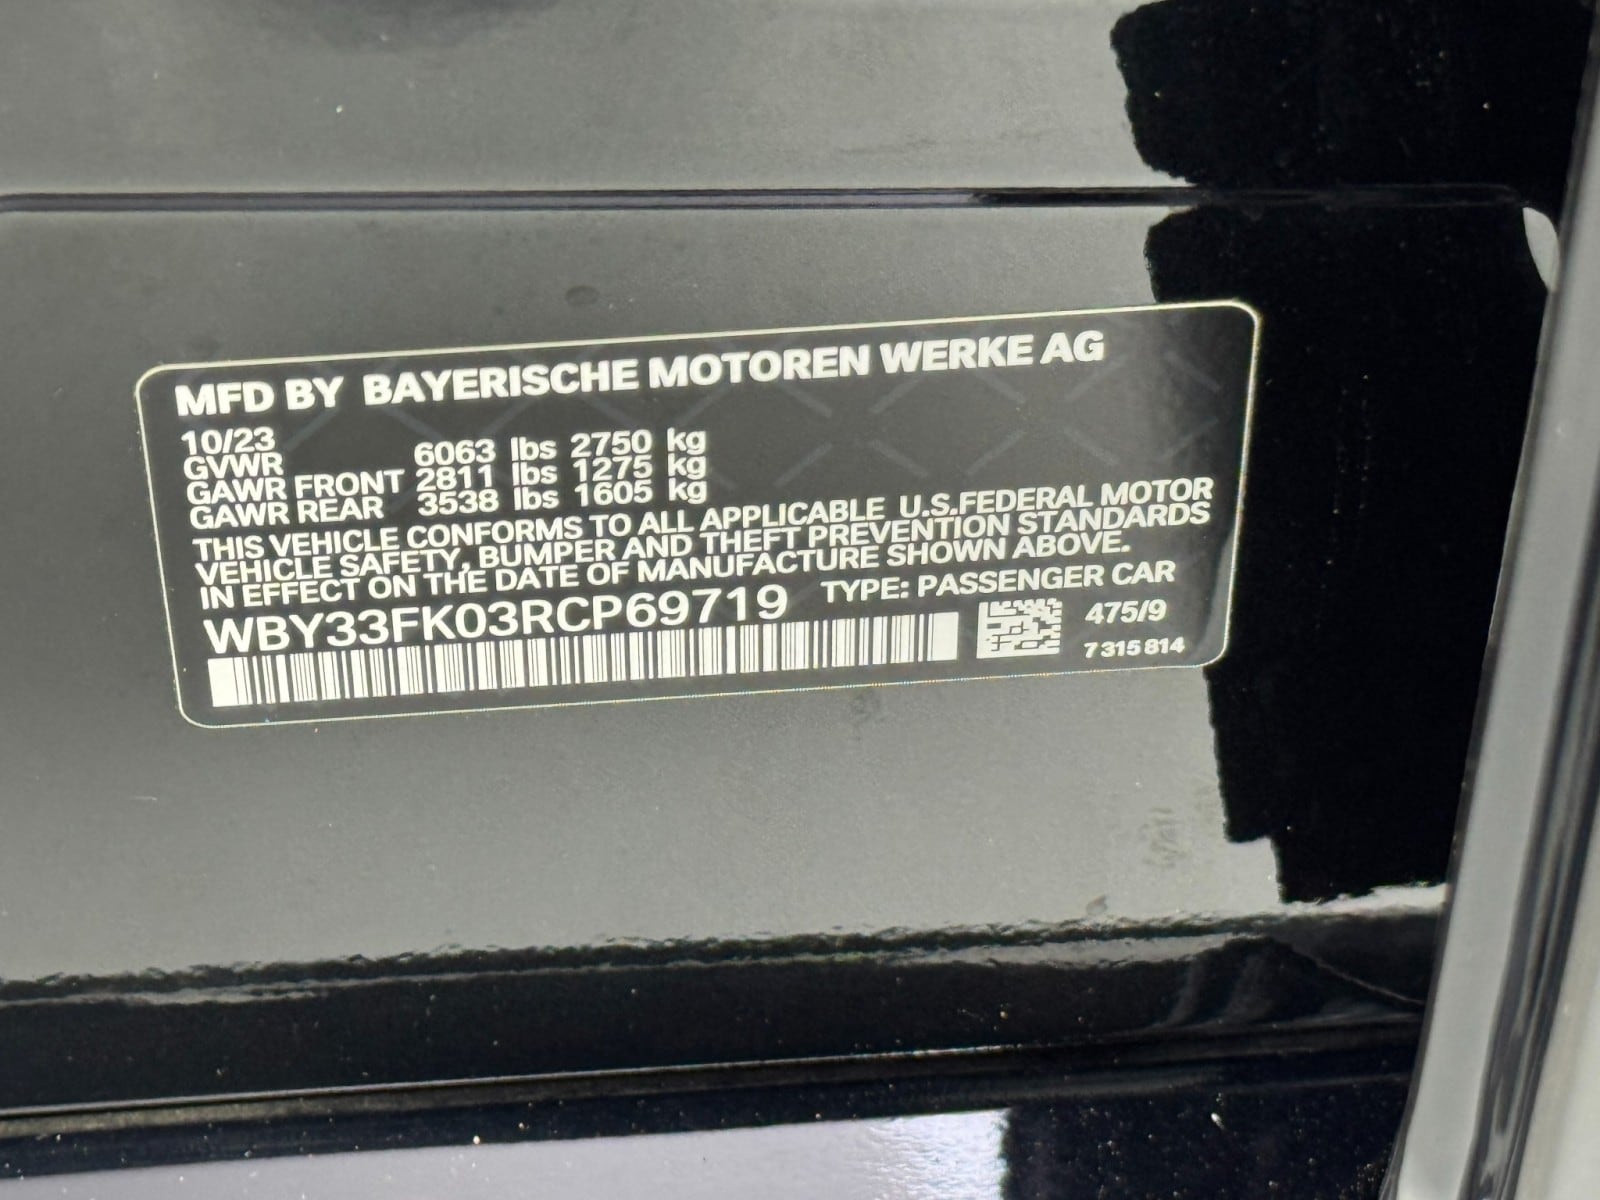 MFD BY BAYERISCHE MOTOREN WERKE AG
10/23
GVWR 6063 lbs 2750 kg
GAWR FRONT 2811 lbs 1275 kg
GAWR REAR 3538 lbs 1605 kg
THIS VEHICLE CONFORMS TO ALL APPLICABLE U.S.FEDERAL MOTOR
VEHICLE SAFETY, BUMPER AND THEFT PREVENTION STANDARDS
IN EFFECT ON THE DATE OF MANUFACTURE SHOWN ABOVE.
WBY33FK03RCP69719 TYPE: PASSENGER CAR
475/9
7 315 814